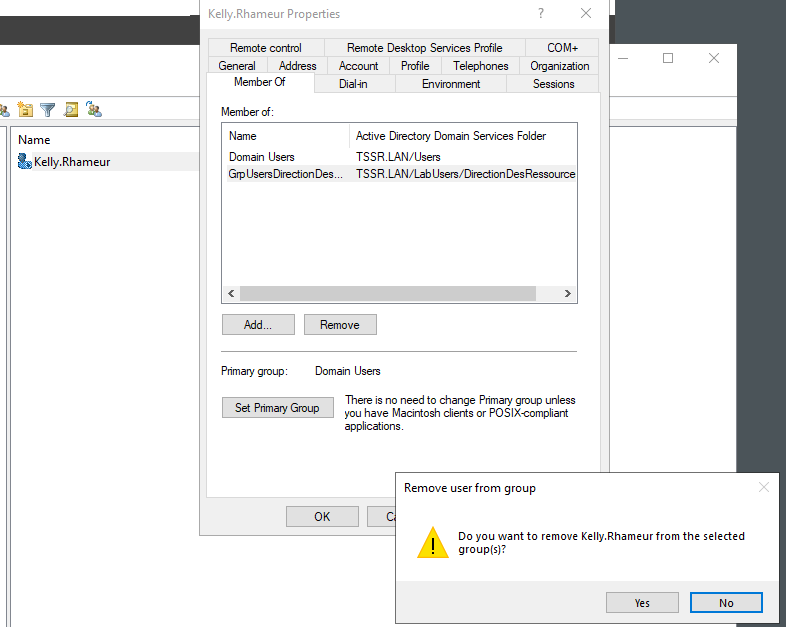 Kelly.Rhameur Properties
Remote control Remote Desktop Services Profile COM+
General Address Account Profile Telephones Organization
Member Of Dial-in Environment Sessions
Member of:
Name Active Directory Domain Services Folder
Domain Users TSSR.LAN/Users
GrpUsersDirectionDes... TSSR.LAN/LabUsers/DirectionDesRessource
Add... Remove
Primary group: Domain Users
Set Primary Group
There is no need to change Primary group unless
you have Macintosh clients or POSIX-compliant
applications.
OK
Name
Kelly.Rhameur
Remove user from group
Do you want to remove Kelly.Rhameur from the selected
group(s)?
Yes No